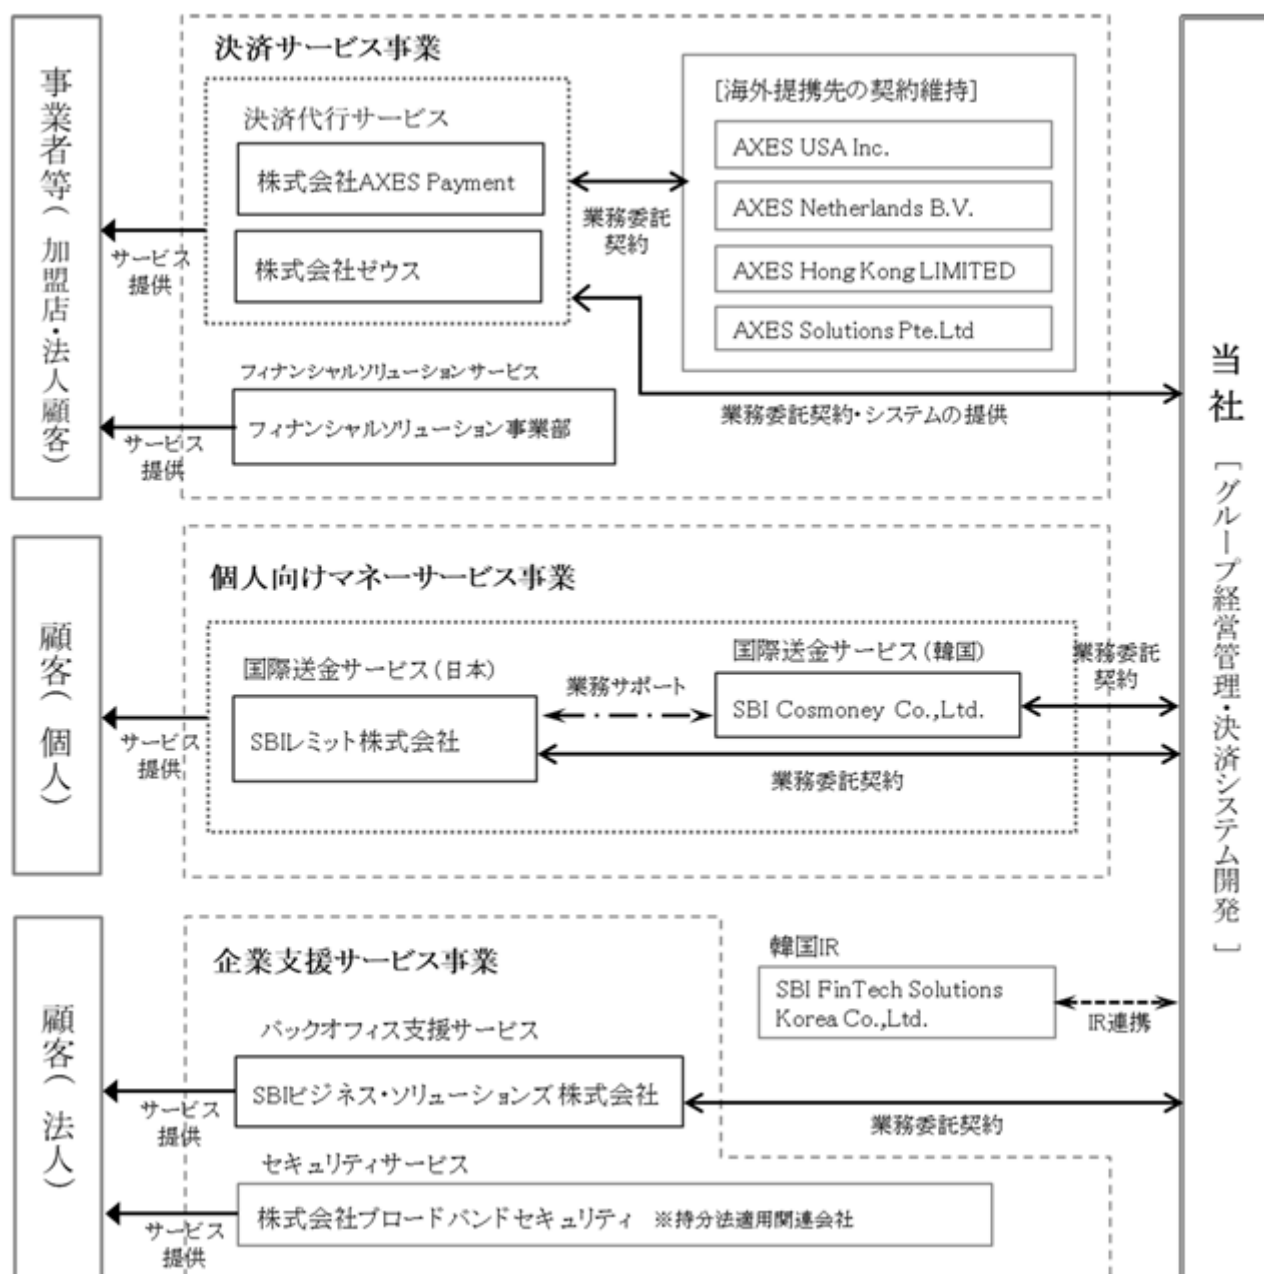 事業者等（加盟店・法人顧客）
決済サービス事業
決済代行サービス
株式会社AXES Payment
株式会社ゼウス
[海外提携先の契約維持]
AXES USA Inc.
AXES Netherlands B.V.
AXES Hong Kong LIMITED
AXES Solutions Pte.Ltd
業務委託
契約
サービス
提供
フィナンシャルソリューションサービス
フィナンシャルソリューション事業部
サービス
提供
業務委託契約・システムの提供
当社
[グループ経営管理・決済システム開発]
顧客（個人）
個人向けマネーサービス事業
国際送金サービス（日本）
SBIレミット株式会社
業務サポート
国際送金サービス（韓国）
SBI Cosmoney Co.,Ltd.
業務委託
契約
業務委託契約
サービス
提供
顧客（法人）
企業支援サービス事業
バックオフィス支援サービス
SBIビジネス・ソリューションズ株式会社
サービス
提供
韓国IR
SBI FinTech Solutions
Korea Co.,Ltd.
IR連携
業務委託契約
セキュリティサービス
株式会社ブロードバンドセキュリティ ※持分法適用関連会社
サービス
提供